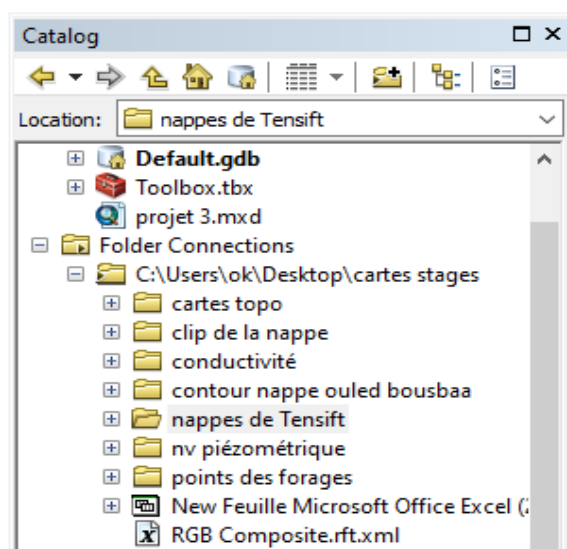 Catalog
Location: nappes de Tensift
Default.gdb
Toolbox.tbx
projet 3.mxd
Folder Connections
C:\Users\ok\Desktop\cartes stages
cartes topo
clip de la nappe
conductivité
contour nappe ouled bousbaa
nappes de Tensift
nv piézométrique
points des forages
New Feuille Microsoft Office Excel (
RGB Composite.rft.xml